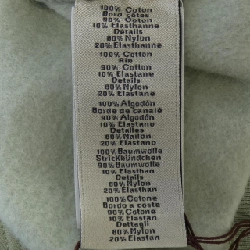 100% Coton
Bord côtes
90% Coton
10% Elasthanne
Détails
80% Nylon
20% Elasthanne
100% Cotton
Rib
90% Cotton
10% Elastane
Details
80% Nylon
20% Elastane
100% Algodón
Borde de canalé
90% Algodón
10% Elastano
Detalles
80% Nailon
20% Elastano
100% Baumwolle
Strickbündchen
90% Baumwolle
10% Elasthan
Details
80% Nylon
20% Elasthan
100% Cotone
Bordo a coste
90% Cotone
10% Elastan
Dettagli
80% Nylon
20% Elastan